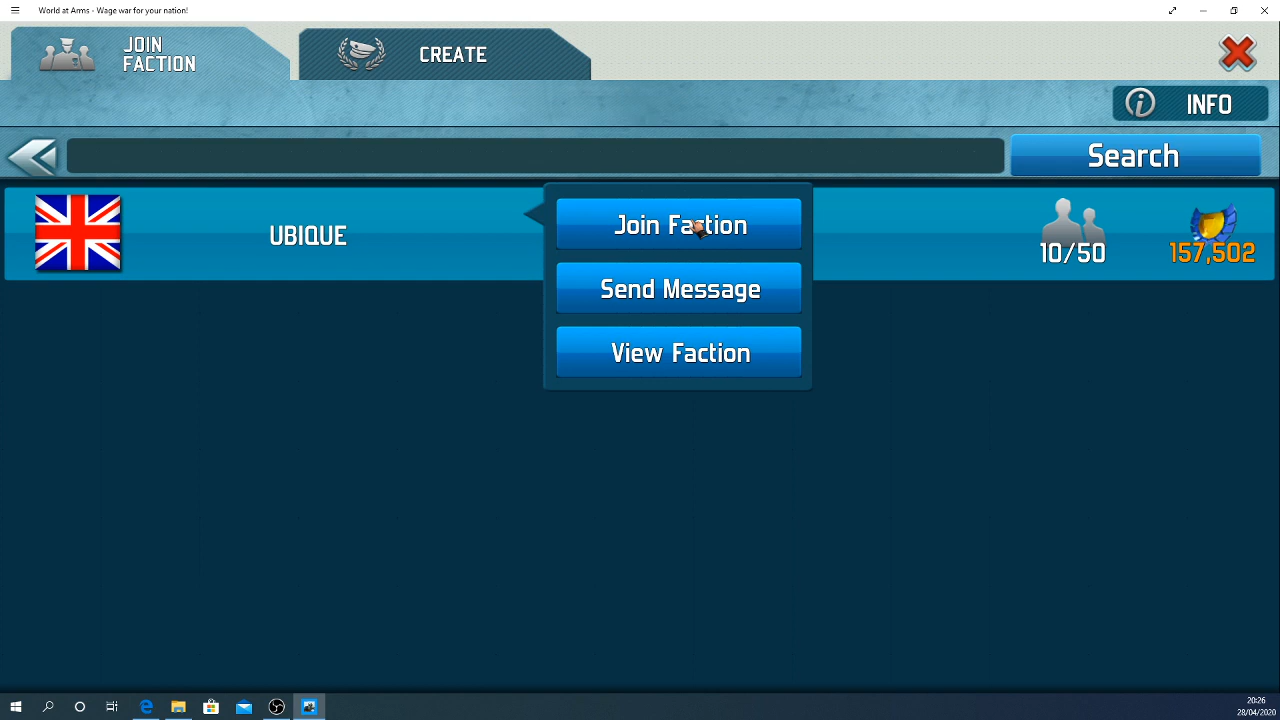 World at Arms - Wage war for your nation!
JOIN
FACTION
CREATE
INFO
Search
UBIQUE
Join Faction
10/50
157,502
Send Message
View Faction
20:26
28/04/2020